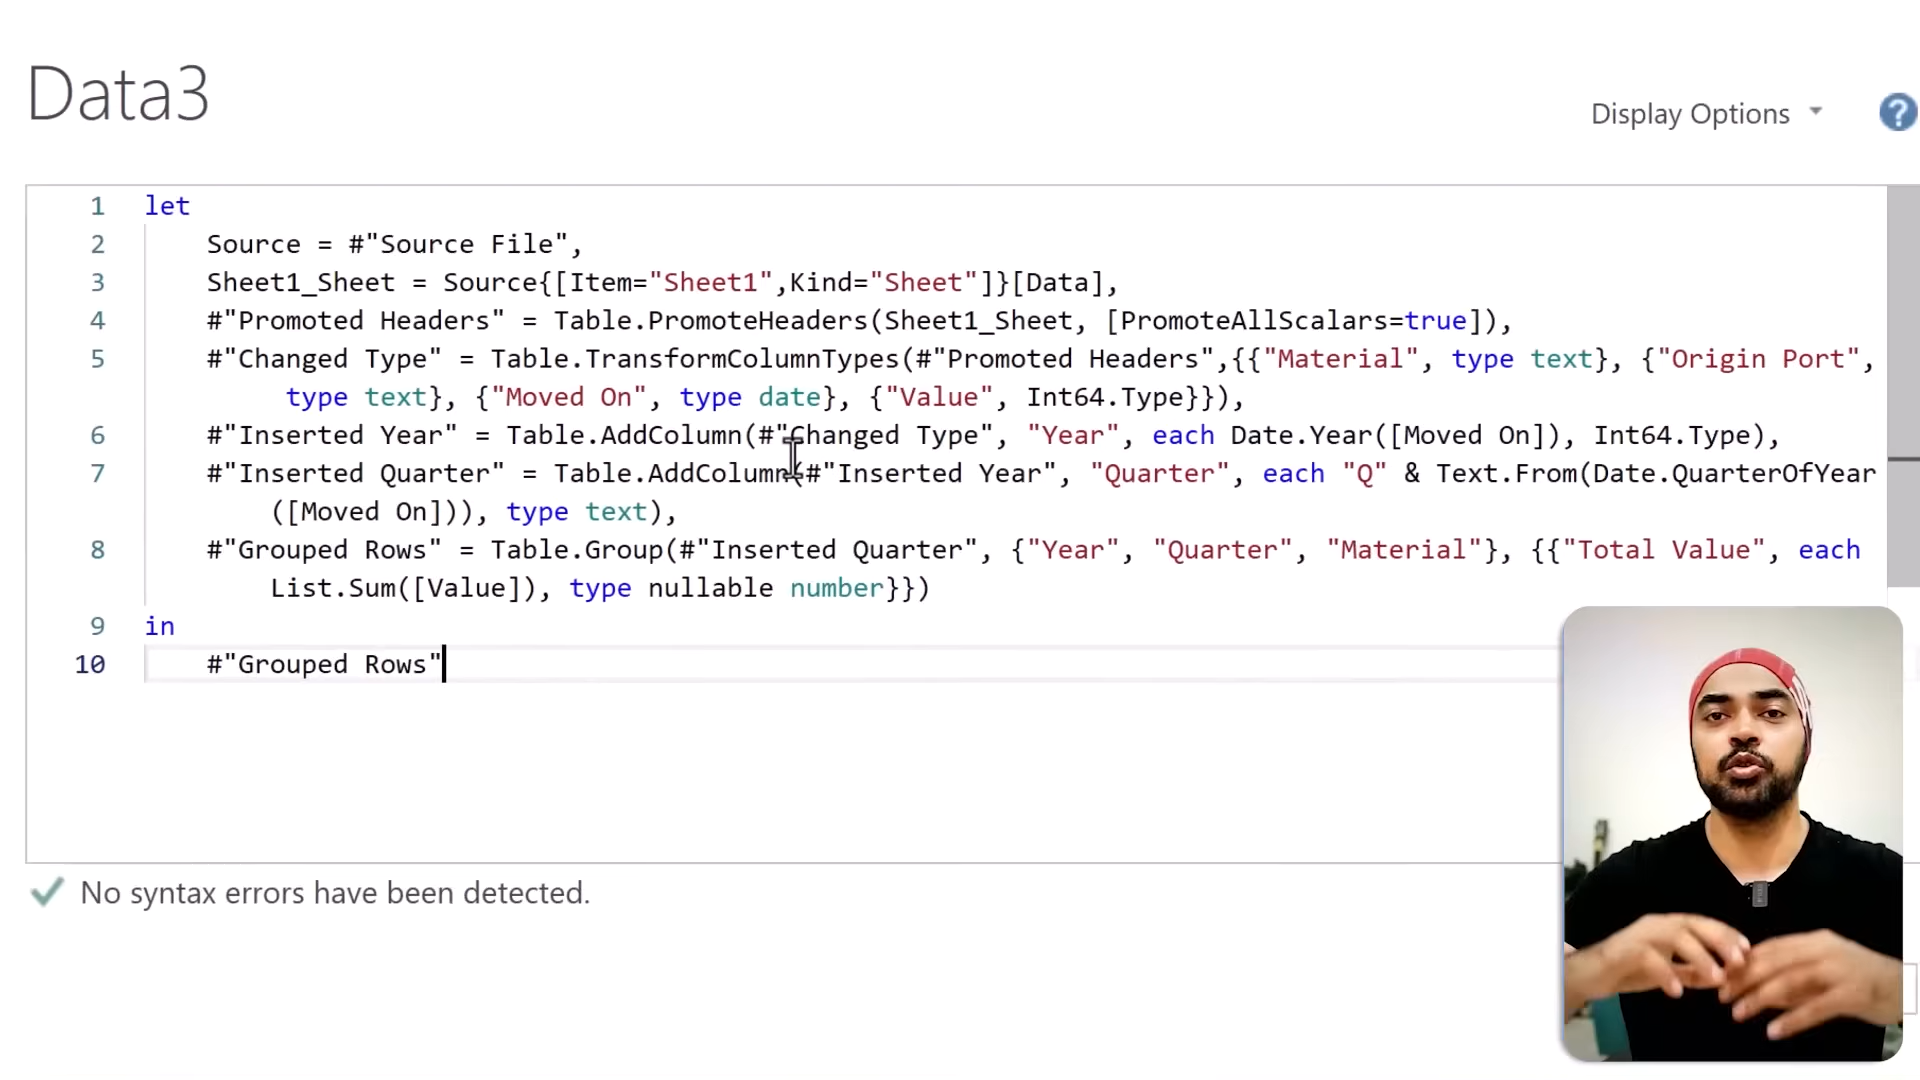 Data3
Display Options
?
1 let
2 Source = #"Source File",
3 Sheet1_Sheet = Source{[Item="Sheet1",Kind="Sheet"]}[Data],
4 #"Promoted Headers" = Table.PromoteHeaders(Sheet1_Sheet, [PromoteAllScalars=true]),
5 #"Changed Type" = Table.TransformColumnTypes(#"Promoted Headers",{{"Material", type text}, {"Origin Port",
type text}, {"Moved On", type date}, {"Value", Int64.Type}}),
6 #"Inserted Year" = Table.AddColumn(#"Changed Type", "Year", each Date.Year([Moved On]), Int64.Type),
7 #"Inserted Quarter" = Table.AddColumn(#"Inserted Year", "Quarter", each "Q" & Text.From(Date.QuarterOfYear
([Moved On])), type text),
8 #"Grouped Rows" = Table.Group(#"Inserted Quarter", {"Year", "Quarter", "Material"}, {{"Total Value", each
List.Sum([Value]), type nullable number}})
9 in
10 #"Grouped Rows"
No syntax errors have been detected.